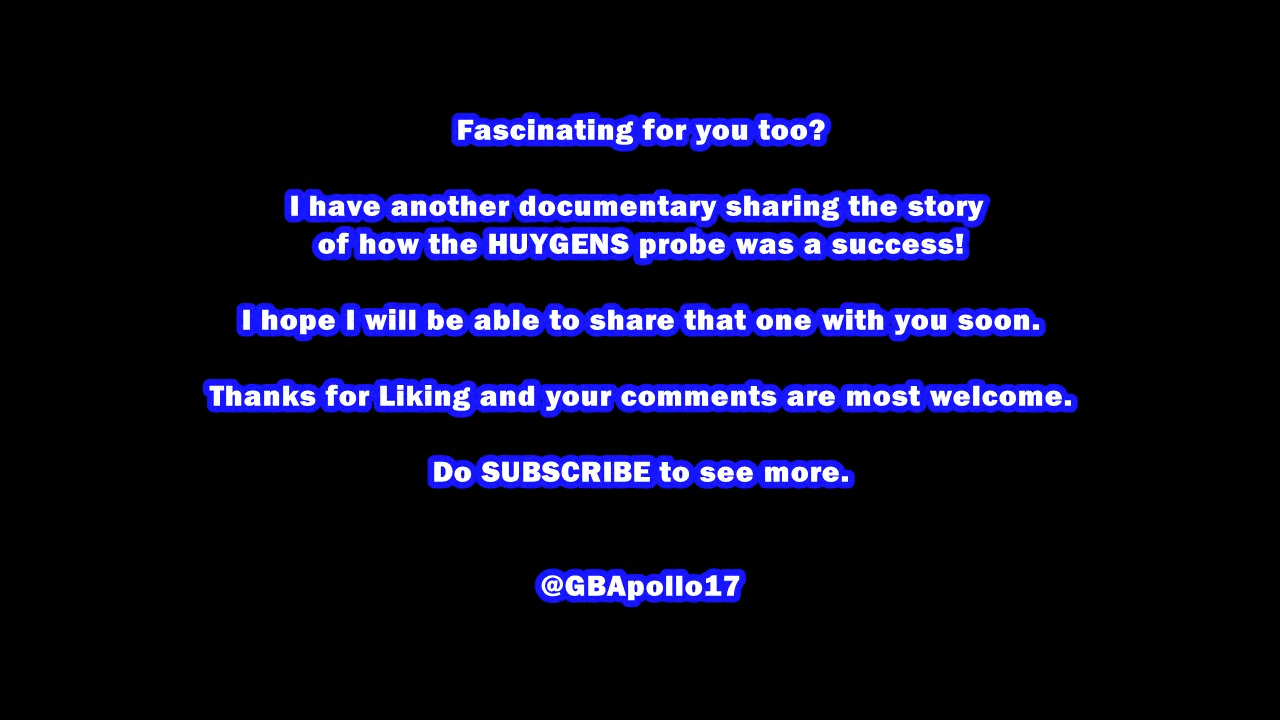 Fascinating for you too?
I have another documentary sharing the story
of how the HUYGENS probe was a success!
I hope I will be able to share that one with you soon.
Thanks for Liking and your comments are most welcome.
Do SUBSCRIBE to see more.
@GBApollo17